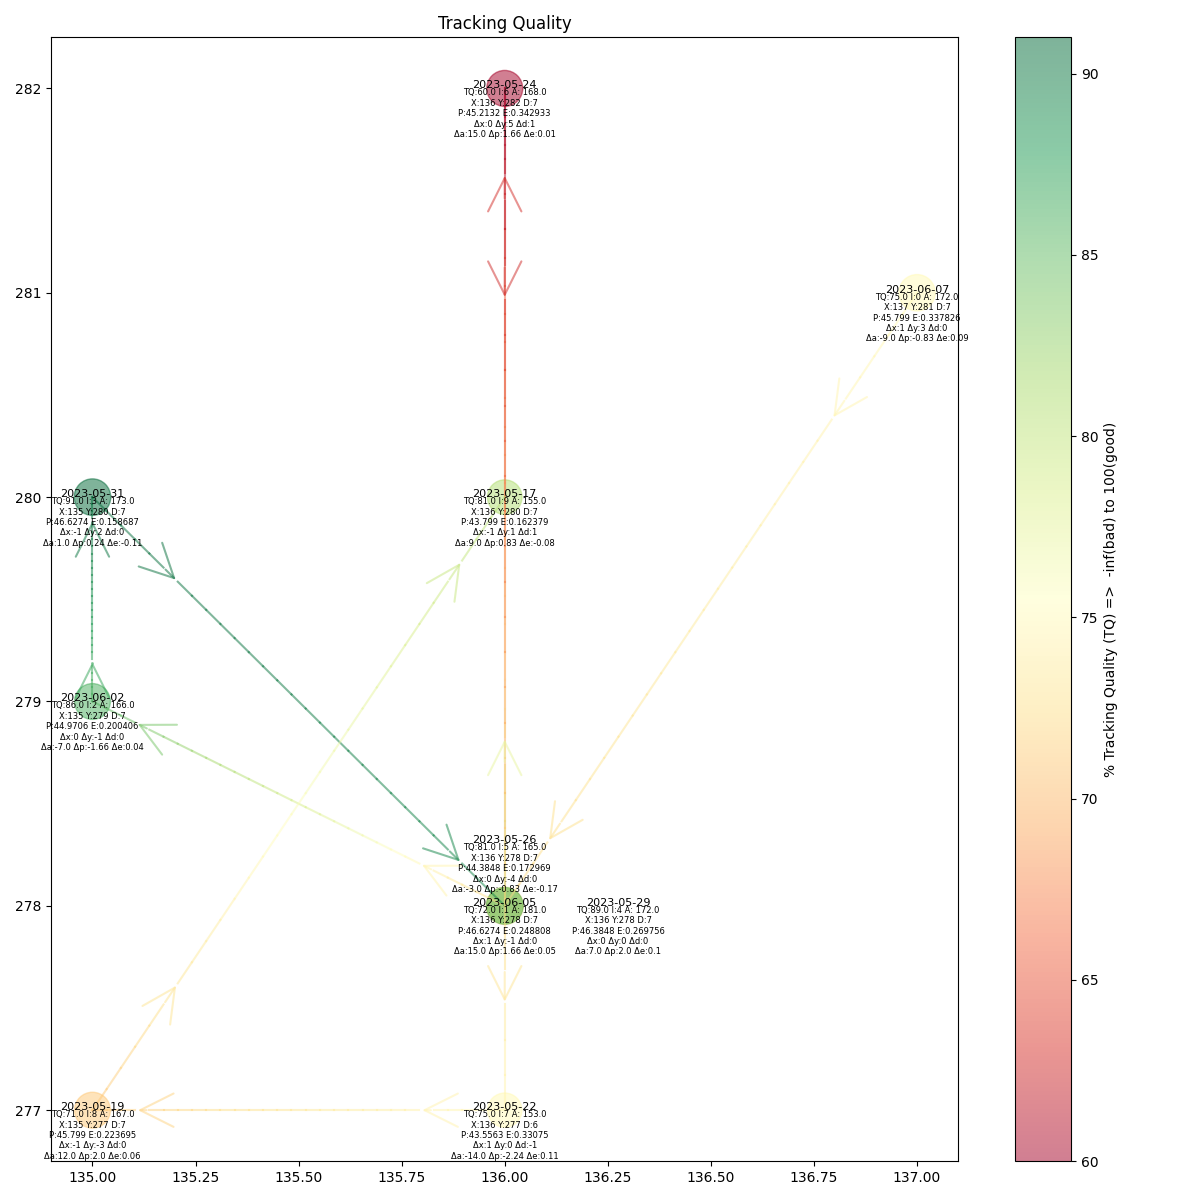 Tracking Quality
282
2023-05-24
TQ:60.0 I:6 A: 168.0
X:136 Y:282 D:7
P:45.2132 E:0.342933
Δx:0 Δy:5 Δd:1
Δa:15.0 Δp:1.66 Δe:0.01
281
2023-06-07
TQ:75.0 I:0 A: 172.0
X:137 Y:281 D:7
P:45.799 E:0.337826
Δx:1 Δy:3 Δd:0
Δa:-9.0 Δp:-0.83 Δe:0.09
280
2023-05-31
TQ:91.0 I:3 A: 173.0
X:135 Y:280 D:7
P:46.6274 E:0.158687
Δx:-1 Δy:2 Δd:0
Δa:1.0 Δp:0.24 Δe:-0.11
2023-05-17
TQ:81.0 I:9 A: 155.0
X:136 Y:280 D:7
P:43.799 E:0.162379
Δx:-1 Δy:1 Δd:1
Δa:9.0 Δp:0.83 Δe:-0.08
279
2023-06-02
TQ:86.0 I:2 A: 166.0
X:135 Y:279 D:7
P:44.9706 E:0.200406
Δx:0 Δy:-1 Δd:0
Δa:-7.0 Δp:-1.66 Δe:0.04
2023-05-26
TQ:81.0 I:5 A: 165.0
X:136 Y:278 D:7
P:44.3848 E:0.172969
Δx:0 Δy:-4 Δd:0
Δa:-3.0 Δp:-0.83 Δe:-0.17
278
2023-06-05
TQ:72.0 I:1 A: 181.0
X:136 Y:278 D:7
P:46.6274 E:0.248808
Δx:1 Δy:-1 Δd:0
Δa:15.0 Δp:1.66 Δe:0.05
2023-05-29
TQ:89.0 I:4 A: 172.0
X:136 Y:278 D:7
P:46.3848 E:0.269756
Δx:0 Δy:0 Δd:0
Δa:7.0 Δp:2.0 Δe:0.1
277
2023-05-19
TQ:71.0 I:8 A: 167.0
X:135 Y:277 D:7
P:45.799 E:0.223695
Δx:-1 Δy:-3 Δd:0
Δa:12.0 Δp:2.0 Δe:0.06
2023-05-22
TQ:75.0 I:7 A: 153.0
X:136 Y:277 D:6
P:43.5563 E:0.33075
Δx:1 Δy:0 Δd:-1
Δa:-14.0 Δp:-2.24 Δe:0.11
135.00 135.25 135.50 135.75 136.00 136.25 136.50 136.75 137.00
90
85
80
75
70
65
60
% Tracking Quality (TQ) => -inf(bad) to 100(good)